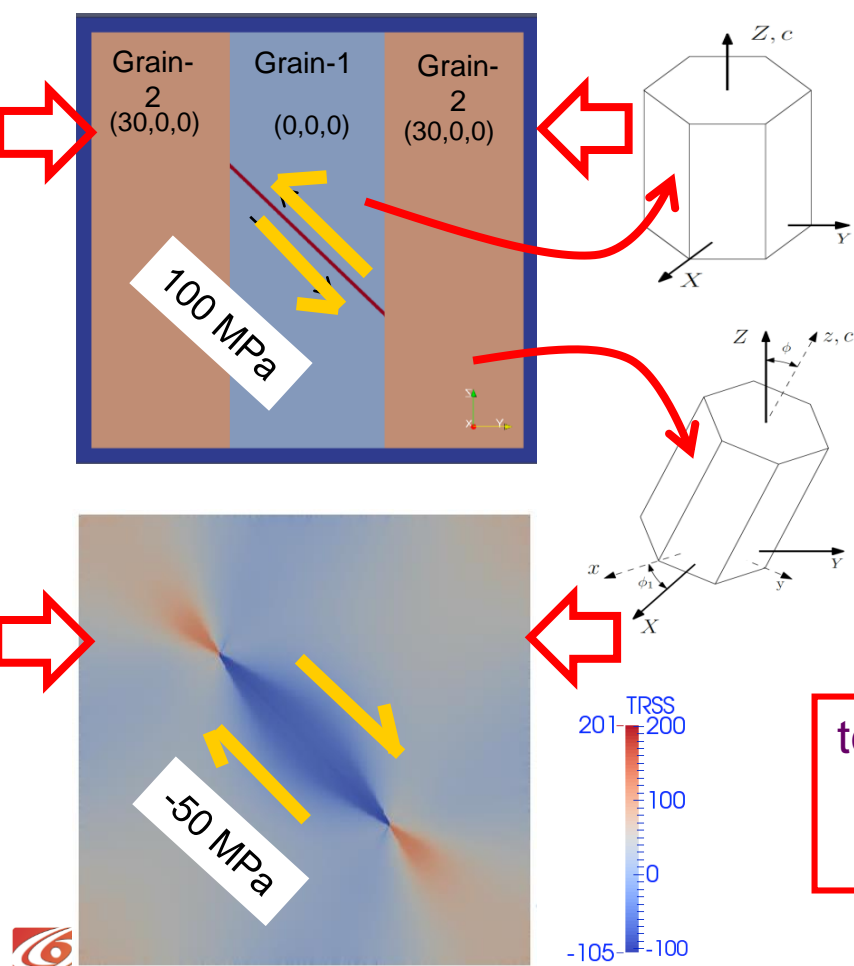 Grain-
2
(30,0,0)
Grain-1
(0,0,0)
Grain-
2
(30,0,0)
Z, c
Y
X
100 MPa
Z
X
Y
Z
ϕ
z, c
x
ϕ₁
X
y
Y
-50 MPa
TRSS
201
200
100
0
-105
-100